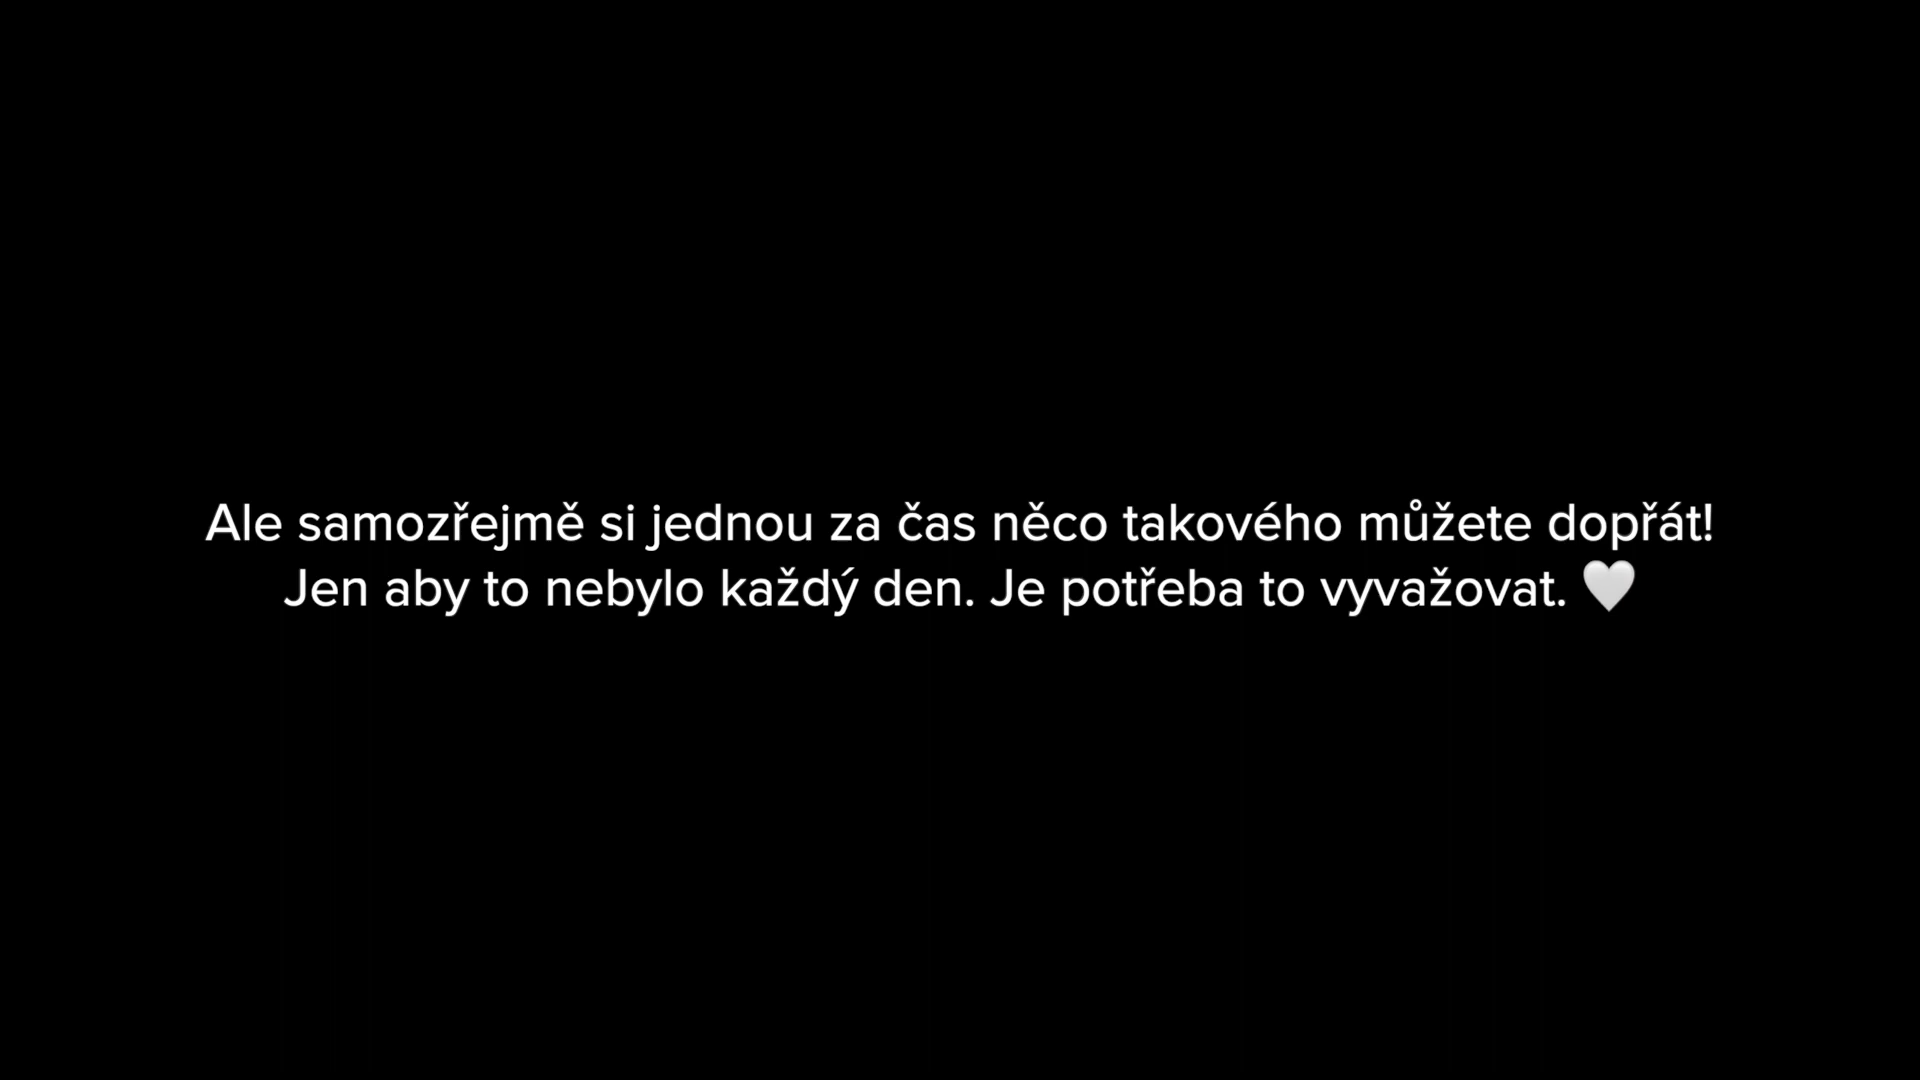 Ale samozřejmě si jednou za čas něco takového můžete dopřát!
Jen aby to nebylo každý den. Je potřeba to vyvažovat. 🤍